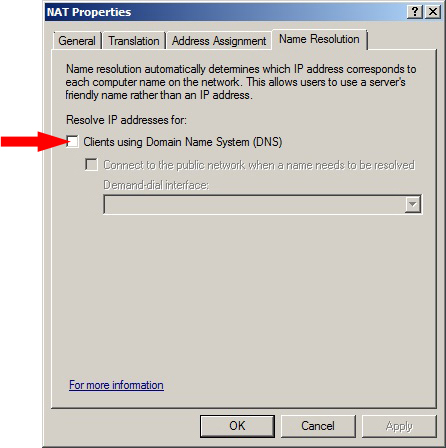 NAT Properties
General Translation Address Assignment Name Resolution
Name resolution automatically determines which IP address corresponds to
each computer name on the network. This allows users to use a server's
friendly name rather than an IP address.
Resolve IP addresses for:
Clients using Domain Name System (DNS)
Connect to the public network when a name needs to be resolved
Demand-dial interface:
For more information
OK Cancel Apply